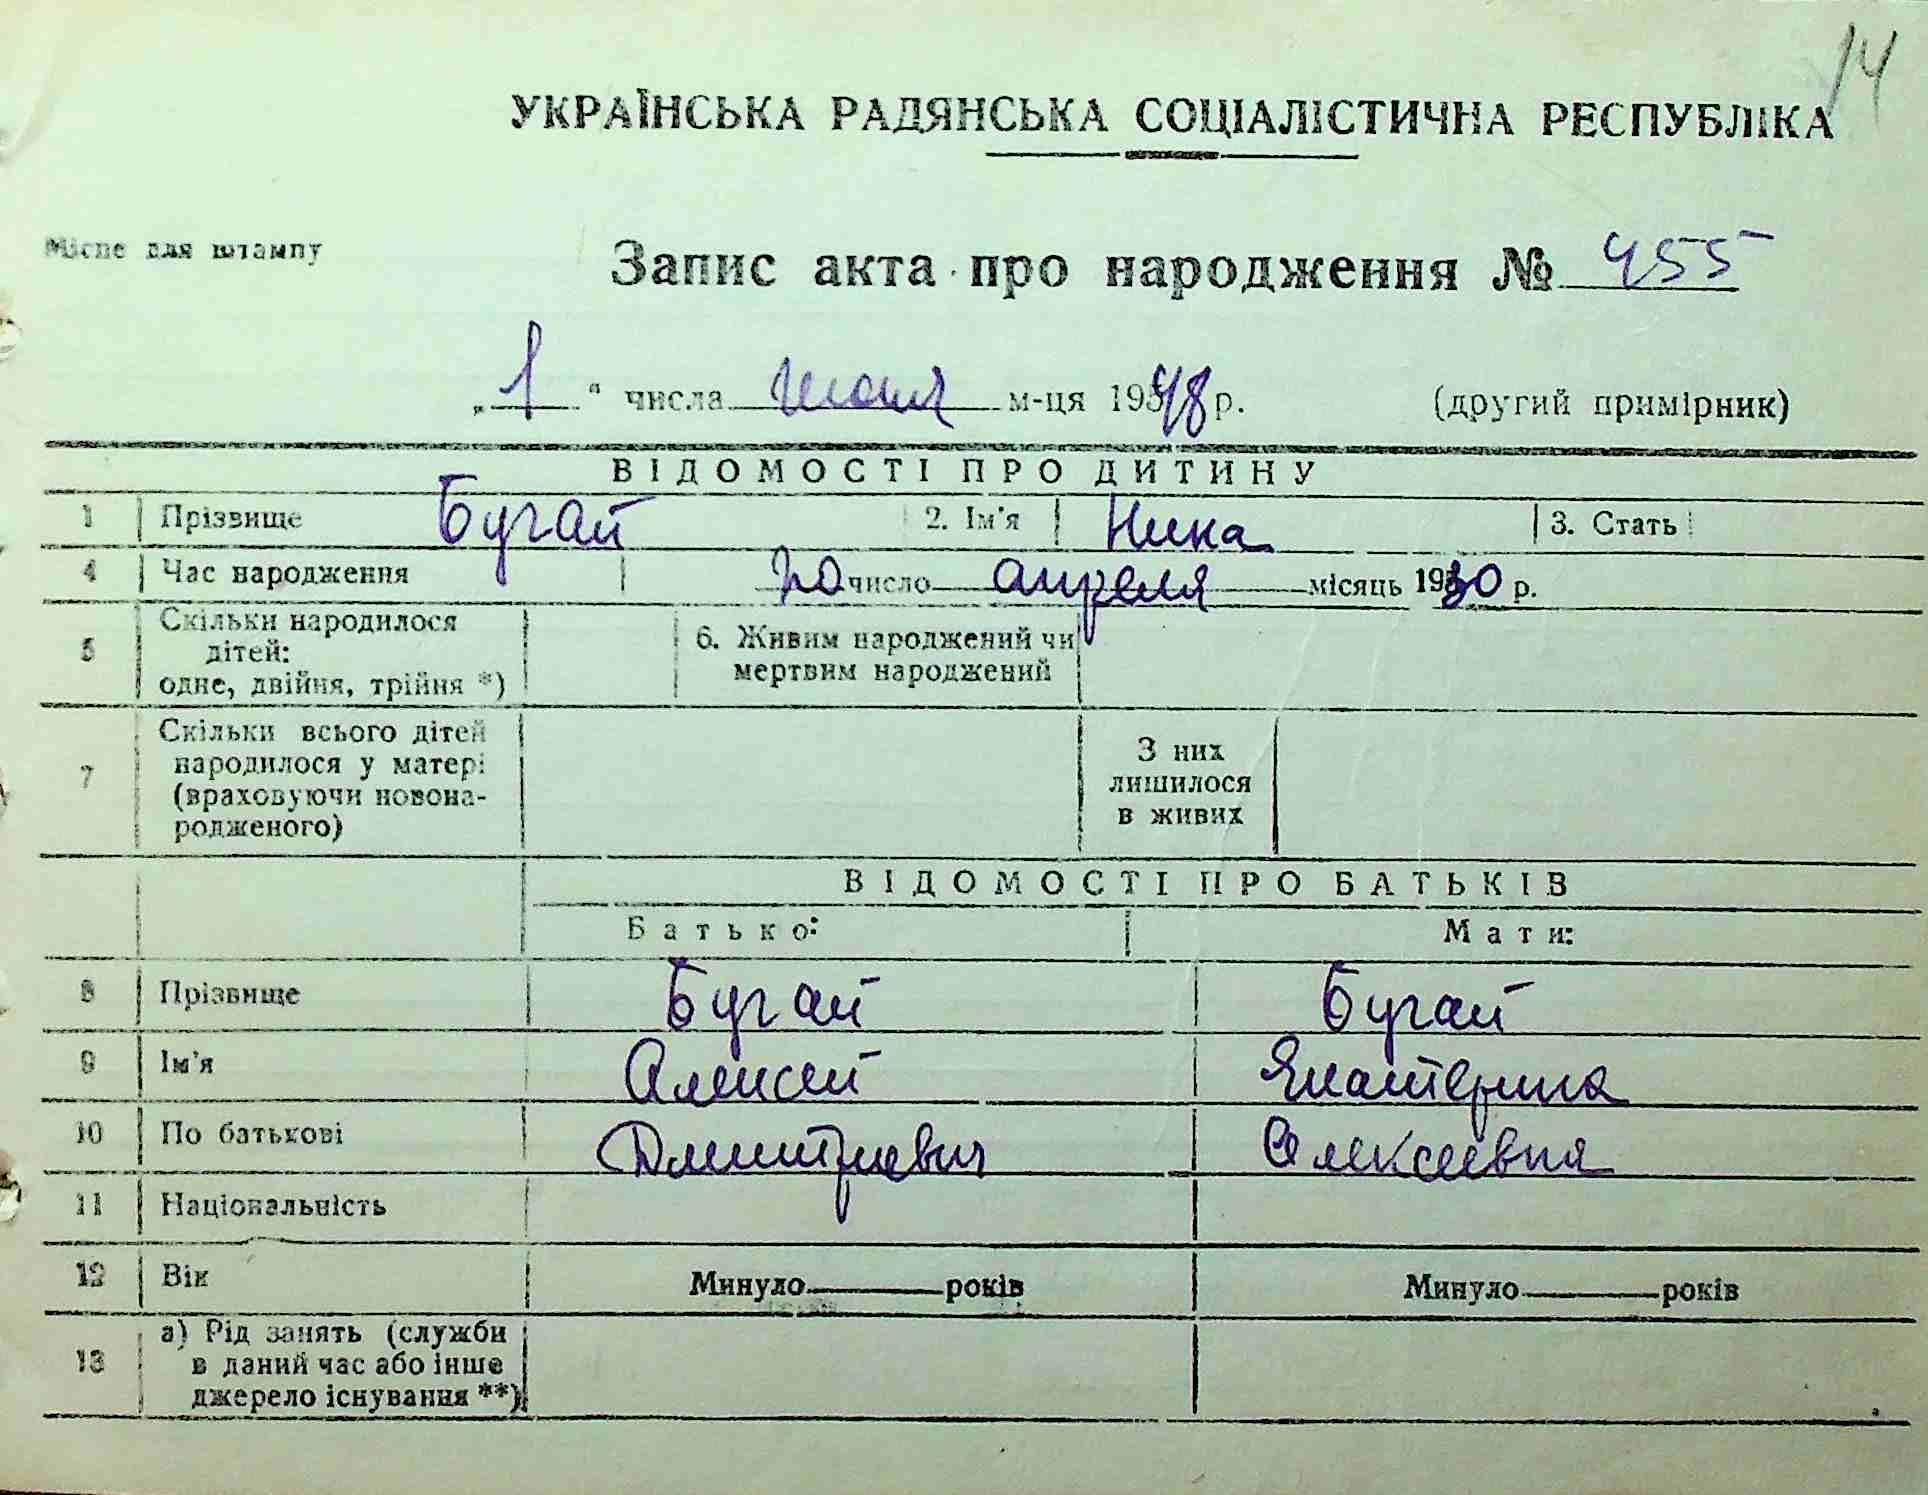 14
УКРАЇНСЬКА РАДЯНСЬКА СОЦІАЛІСТИЧНА РЕСПУБЛІКА
Місце для штампу
Запис акта про народження № 455
„ 1 “ числа июня м-ця 1948 р. (другий примірник)
ВІДОМОСТІ ПРО ДИТИНУ
1 Прізвище Бугай 2. Ім'я Нина 3. Стать
4 Час народження 20 число апреля місяць 1930 р.
5 Скільки народилося дітей: одне, двійня, трійня *) 6. Живим народжений чи мертвим народжений
7 Скільки всього дітей народилося у матері (враховуючи новона-родженого) З них лишилося в живих
ВІДОМОСТІ ПРО БАТЬКІВ
Батько: Мати:
8 Прізвище Бугай Бугай
9 Ім'я Алексей Екатерина
10 По батькові Дмитриевич Алексеевна
11 Національність
12 Вік Минуло років Минуло років
13 а) Рід занять (служби в даний час або інше джерело існування **)